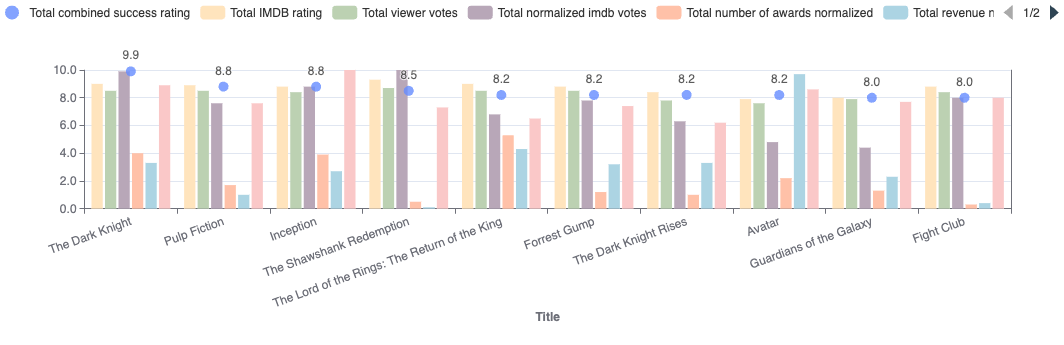 Total combined success rating Total IMDB rating Total viewer votes Total normalized imdb votes Total number of awards normalized Total revenue n 1/2
9.9 8.8 8.8 8.5 8.2 8.2 8.2 8.2 8.0 8.0
10.0
8.0
6.0
4.0
2.0
0.0
The Dark Knight
Pulp Fiction
Inception
The Shawshank Redemption
The Lord of the Rings: The Return of the King
Forrest Gump
The Dark Knight Rises
Avatar
Guardians of the Galaxy
Fight Club
Title